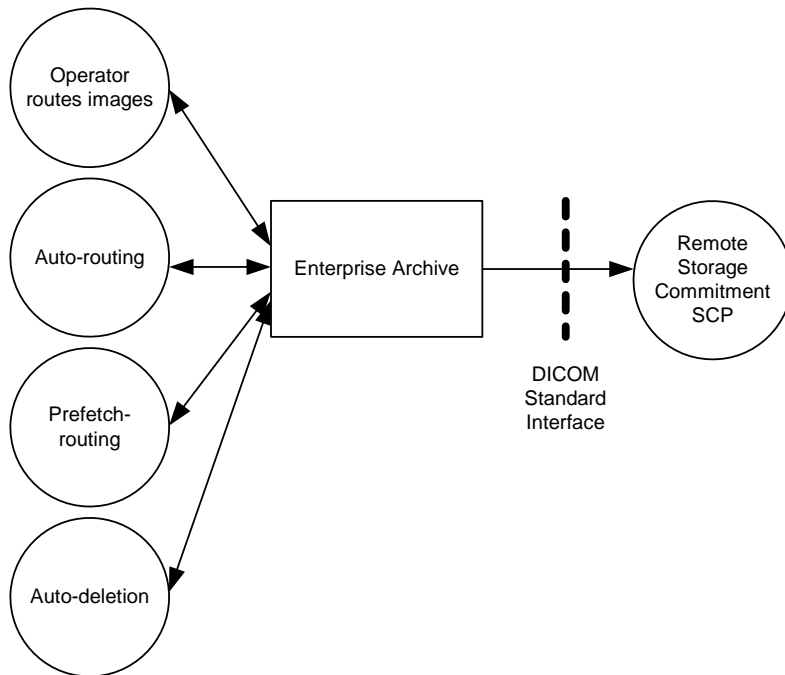 Operator
routes images
Auto-routing
Enterprise Archive
Remote
Storage
Commitment
SCP
DICOM
Standard
Interface
Prefetch-
routing
Auto-deletion